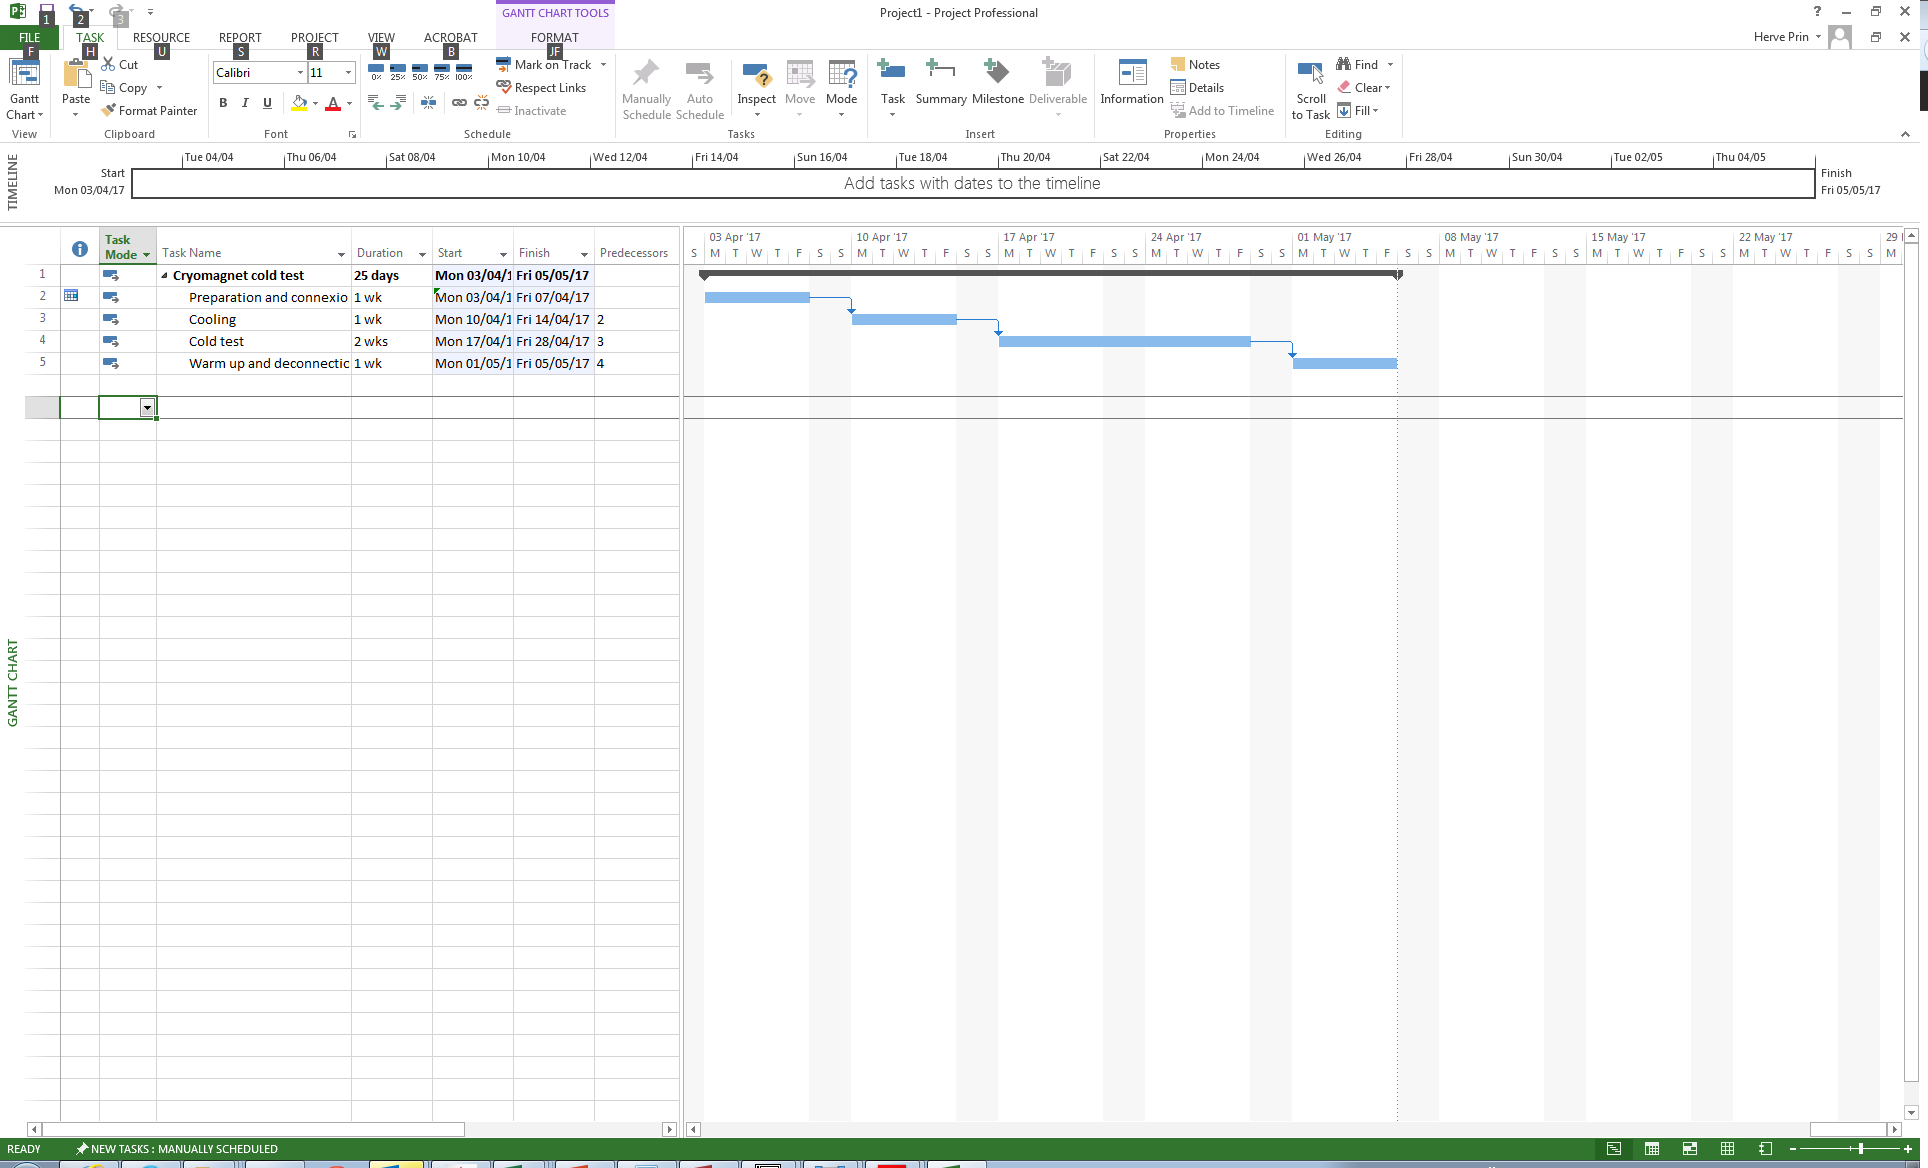 1 2 3
GANTT CHART TOOLS
Project1 - Project Professional
?
FILE TASK RESOURCE REPORT PROJECT VIEW ACROBAT FORMAT
Herve Prin
F H U S R W B JF
Gantt Chart
View
Paste
Cut
Copy
Format Painter
Clipboard
Calibri 11
B I U A
Font
0% 25% 50% 75% 100%
Mark on Track
Respect Links
Inactivate
Schedule
Manually Schedule
Auto Schedule
Inspect
Move
Mode
Tasks
Task
Summary
Milestone
Deliverable
Insert
Information
Notes
Details
Add to Timeline
Properties
Scroll to Task
Find
Clear
Fill
Editing
TIMELINE
Tue 04/04 Thu 06/04 Sat 08/04 Mon 10/04 Wed 12/04 Fri 14/04 Sun 16/04 Tue 18/04 Thu 20/04 Sat 22/04 Mon 24/04 Wed 26/04 Fri 28/04 Sun 30/04 Tue 02/05 Thu 04/05
Start
Mon 03/04/17
Add tasks with dates to the timeline
Finish
Fri 05/05/17
Task Mode Task Name Duration Start Finish Predecessors
03 Apr '17 10 Apr '17 17 Apr '17 24 Apr '17 01 May '17 08 May '17 15 May '17 22 May '17 29
S M T W T F S S M T W T F S S M T W T F S S M T W T F S S M T W T F S S M T W T F S S M T W T F S S M T W T F S S M
1 Cryomagnet cold test 25 days Mon 03/04/1 Fri 05/05/17
2 Preparation and connexio 1 wk Mon 03/04/1 Fri 07/04/17
3 Cooling 1 wk Mon 10/04/1 Fri 14/04/17 2
4 Cold test 2 wks Mon 17/04/1 Fri 28/04/17 3
5 Warm up and deconnectic 1 wk Mon 01/05/1 Fri 05/05/17 4
GANTT CHART
READY NEW TASKS : MANUALLY SCHEDULED